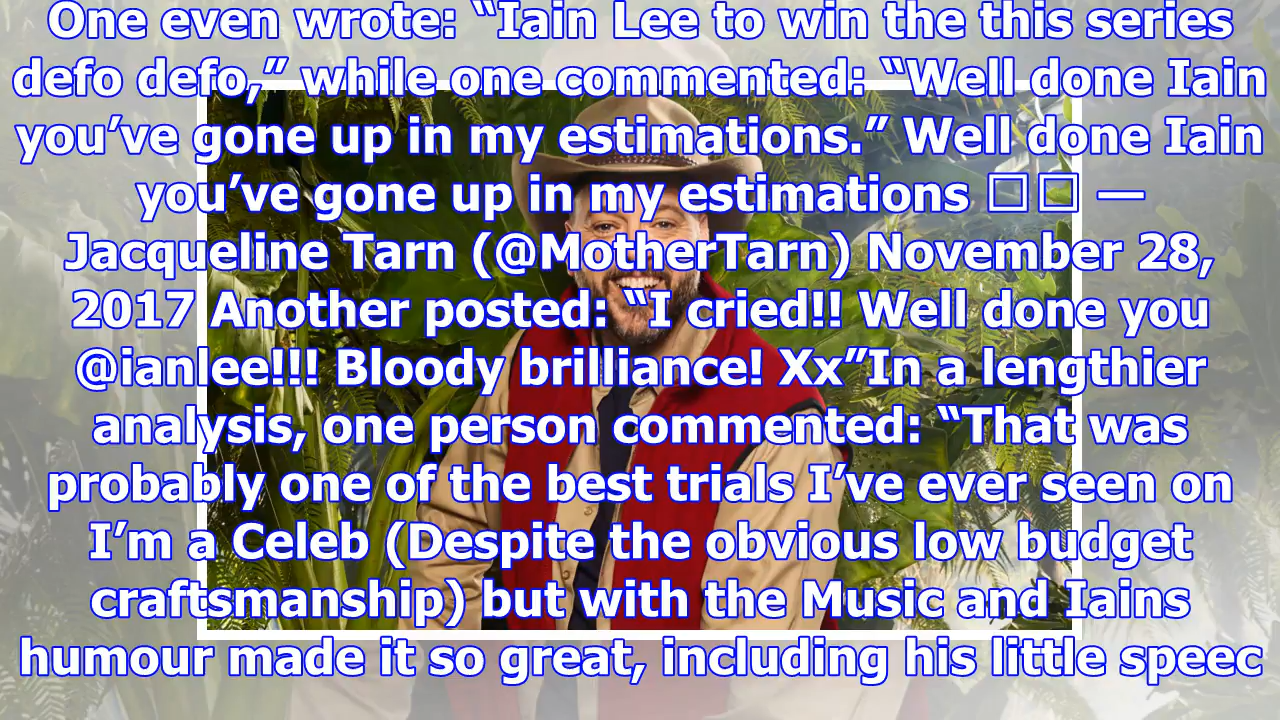 One even wrote: “Iain Lee to win the this series
defo defo,” while one commented: “Well done Iain
you’ve gone up in my estimations.” Well done Iain
you’ve gone up in my estimations □□ —
Jacqueline Tarn (@MotherTarn) November 28,
2017 Another posted: “I cried!! Well done you
@ianlee!!! Bloody brilliance! Xx”In a lengthier
analysis, one person commented: “That was
probably one of the best trials I’ve ever seen on
I’m a Celeb (Despite the obvious low budget
craftsmanship) but with the Music and Iains
humour made it so great, including his little speec